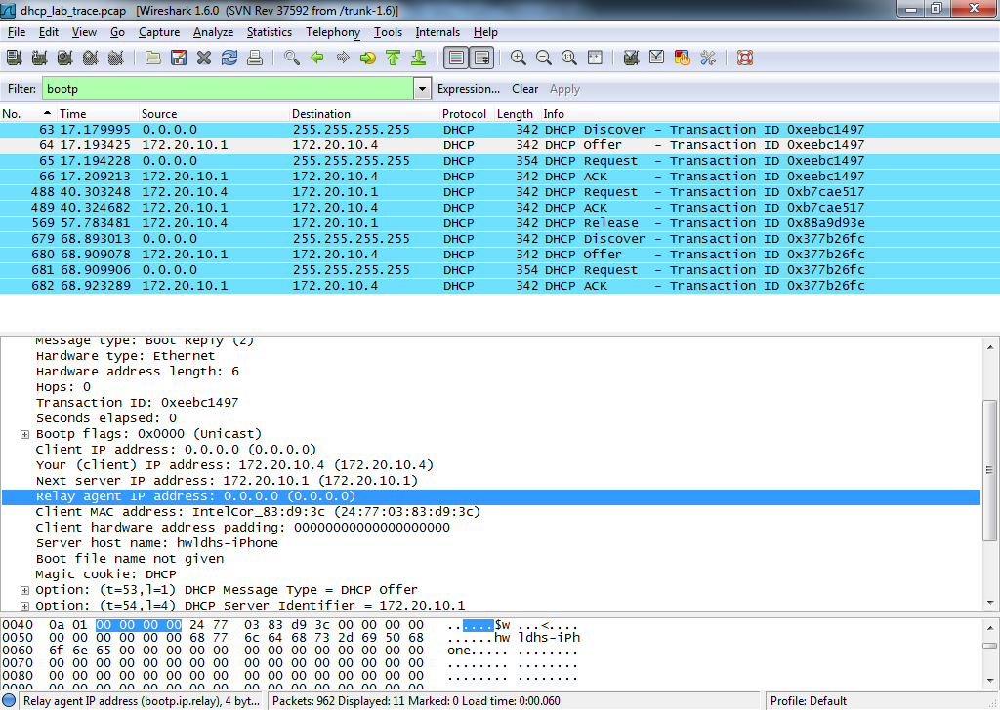 dhcp_lab_trace.pcap [Wireshark 1.6.0 (SVN Rev 37592 from /trunk-1.6)]
File Edit View Go Capture Analyze Statistics Telephony Tools Internals Help
Filter: bootp Expression... Clear Apply
No. Time Source Destination Protocol Length Info
63 17.179995 0.0.0.0 255.255.255.255 DHCP 342 DHCP Discover - Transaction ID 0xeebc1497
64 17.193425 172.20.10.1 172.20.10.4 DHCP 342 DHCP Offer - Transaction ID 0xeebc1497
65 17.194228 0.0.0.0 255.255.255.255 DHCP 354 DHCP Request - Transaction ID 0xeebc1497
66 17.209213 172.20.10.1 172.20.10.4 DHCP 342 DHCP ACK - Transaction ID 0xeebc1497
488 40.303248 172.20.10.4 172.20.10.1 DHCP 342 DHCP Request - Transaction ID 0xb7cae517
489 40.324682 172.20.10.1 172.20.10.4 DHCP 342 DHCP ACK - Transaction ID 0xb7cae517
569 57.783481 172.20.10.4 172.20.10.1 DHCP 342 DHCP Release - Transaction ID 0x88a9d93e
679 68.893013 0.0.0.0 255.255.255.255 DHCP 342 DHCP Discover - Transaction ID 0x377b26fc
680 68.909078 172.20.10.1 172.20.10.4 DHCP 342 DHCP Offer - Transaction ID 0x377b26fc
681 68.909906 0.0.0.0 255.255.255.255 DHCP 354 DHCP Request - Transaction ID 0x377b26fc
682 68.923289 172.20.10.1 172.20.10.4 DHCP 342 DHCP ACK - Transaction ID 0x377b26fc
Message type: Boot Reply (2)
Hardware type: Ethernet
Hardware address length: 6
Hops: 0
Transaction ID: 0xeebc1497
Seconds elapsed: 0
Bootp flags: 0x0000 (Unicast)
Client IP address: 0.0.0.0 (0.0.0.0)
Your (client) IP address: 172.20.10.4 (172.20.10.4)
Next server IP address: 172.20.10.1 (172.20.10.1)
Relay agent IP address: 0.0.0.0 (0.0.0.0)
Client MAC address: IntelCor_83:d9:3c (24:77:03:83:d9:3c)
Client hardware address padding: 00000000000000000000
Server host name: hwldhs-iPhone
Boot file name not given
Magic cookie: DHCP
Option: (t=53,l=1) DHCP Message Type = DHCP Offer
Option: (t=54,l=4) DHCP Server Identifier = 172.20.10.1
0040 0a 01 00 00 00 00 24 77 03 83 d9 3c 00 00 00 00 ......$w ...<....
0050 00 00 00 00 00 00 68 77 6c 64 68 73 2d 69 50 68 ......hw ldhs-iPh
0060 6f 6e 65 00 00 00 00 00 00 00 00 00 00 00 00 00 one..... ........
0070 00 00 00 00 00 00 00 00 00 00 00 00 00 00 00 00 ........ ........
0080 00 00 00 00 00 00 00 00 00 00 00 00 00 00 00 00 ........ ........
0090 00 00 00 00 00 00 00 00 00 00 00 00 00 00 00 00
Relay agent IP address (bootp.ip.relay), 4 byt... Packets: 962 Displayed: 11 Marked: 0 Load time: 0:00.060 Profile: Default